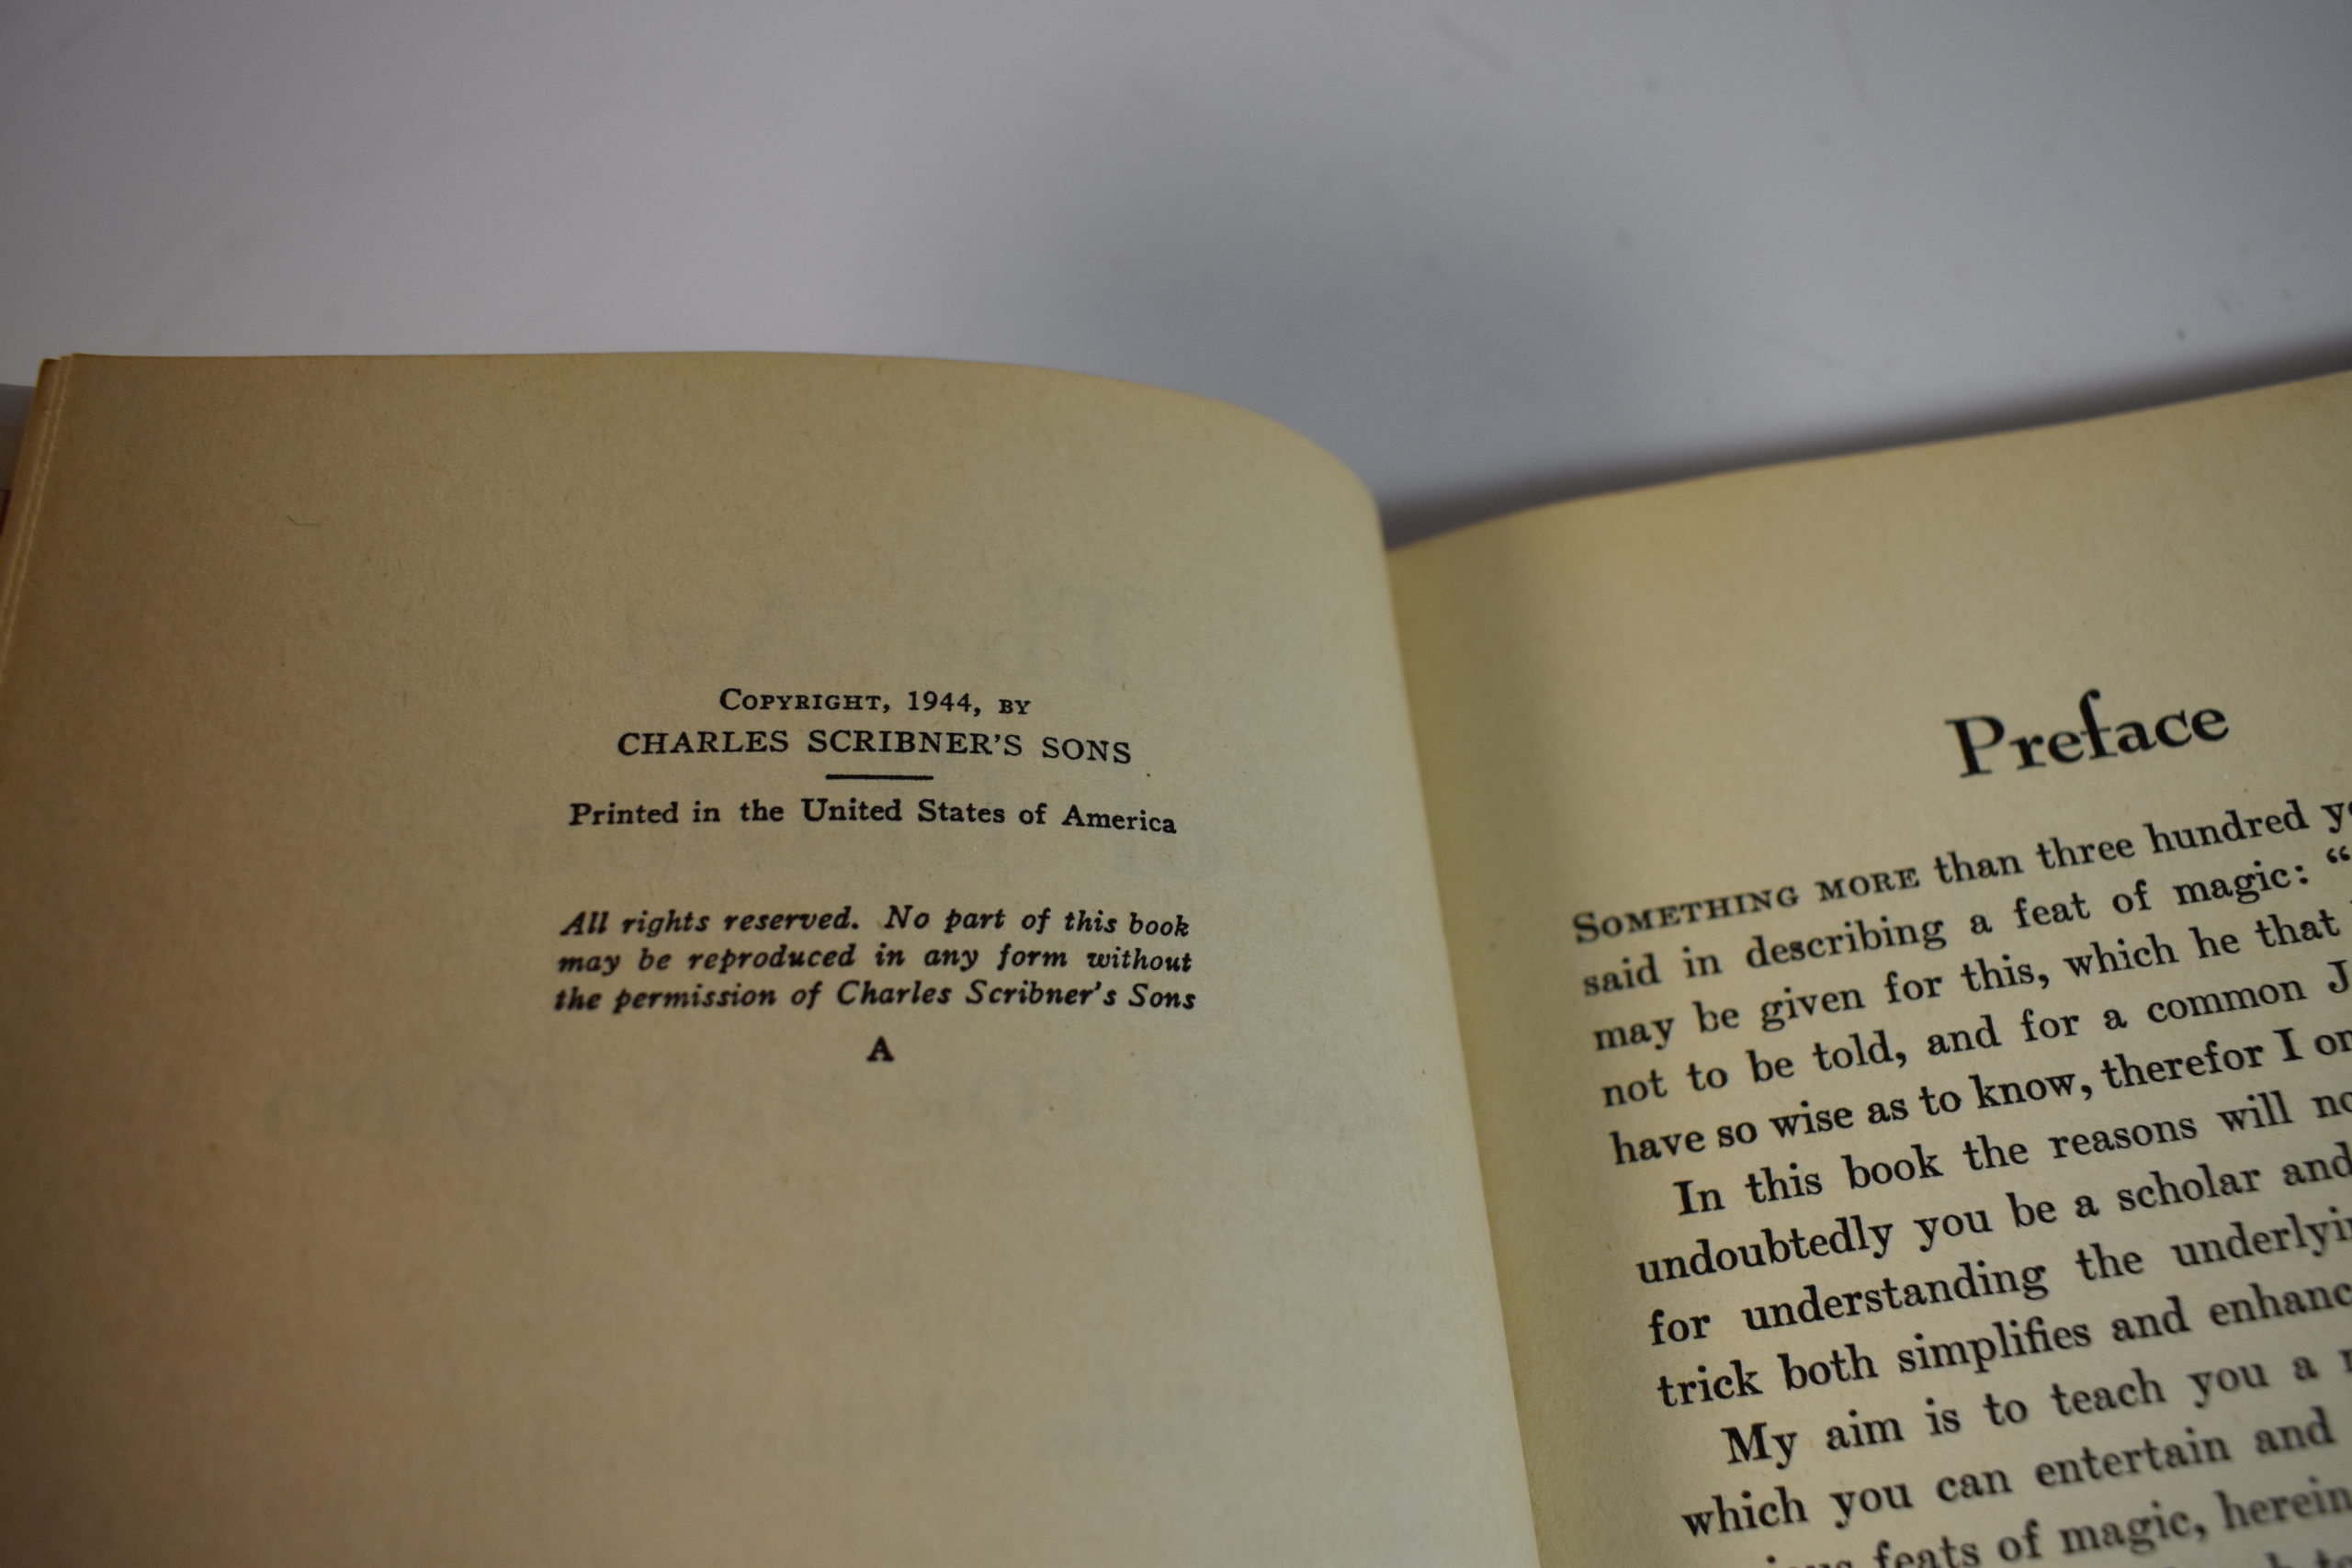 COPYRIGHT, 1944, BY
CHARLES SCRIBNER'S SONS
Printed in the United States of America
All rights reserved. No part of this book
may be reproduced in any form without
the permission of Charles Scribner's Sons
A
Preface
SOMETHING MORE than three hundred
said in describing a feat of magic: "
may be given for this, which he that
not to be told, and for a common
have so wise as to know, therefor I
In this book the reasons will
undoubtedly you be a scholar and
for understanding the
trick both simplifies and
My aim is to teach you a
which you can entertain and
feats of magic, herein